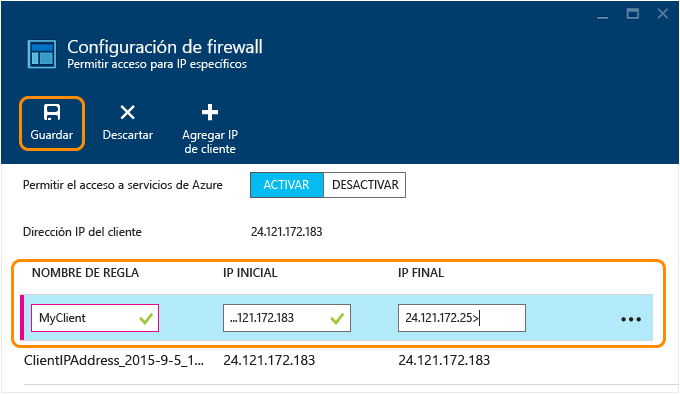 Configuración de firewall
Permitir acceso para IP específicos
Guardar
Descartar
Agregar IP
de cliente
Permitir el acceso a servicios de Azure
ACTIVAR
DESACTIVAR
Dirección IP del cliente
24.121.172.183
NOMBRE DE REGLA
IP INICIAL
IP FINAL
MyClient
...121.172.183
24.121.172.25>
ClientIPAddress_2015-9-5_1...
24.121.172.183
24.121.172.183